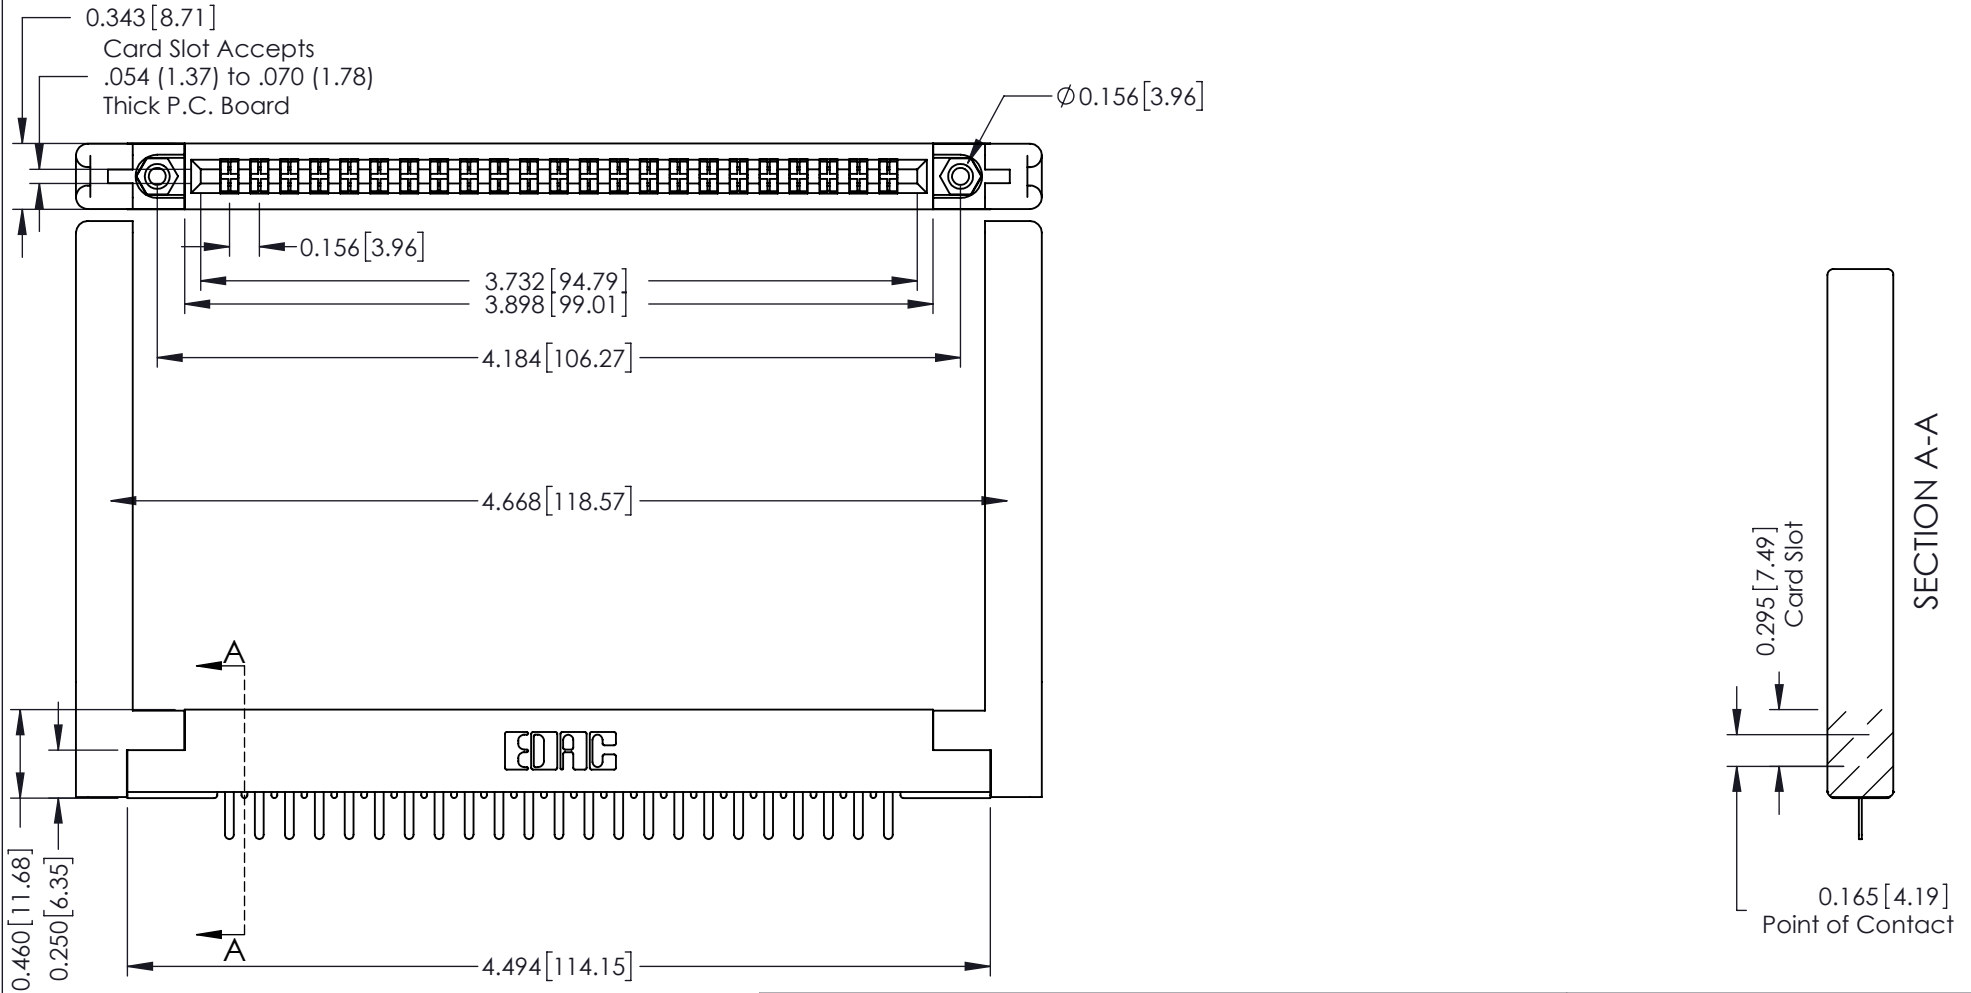 0.343[8.71]
Card Slot Accepts
.054 (1.37) to .070 (1.78)
Thick P.C. Board
Ø0.156[3.96]
0.156[3.96]
3.732[94.79]
3.898[99.01]
4.184[106.27]
4.668[118.57]
A
EDAC
A
0.460[11.68]
0.250[6.35]
4.494[114.15]
0.295[7.49]
Card Slot
SECTION A-A
0.165[4.19]
Point of Contact